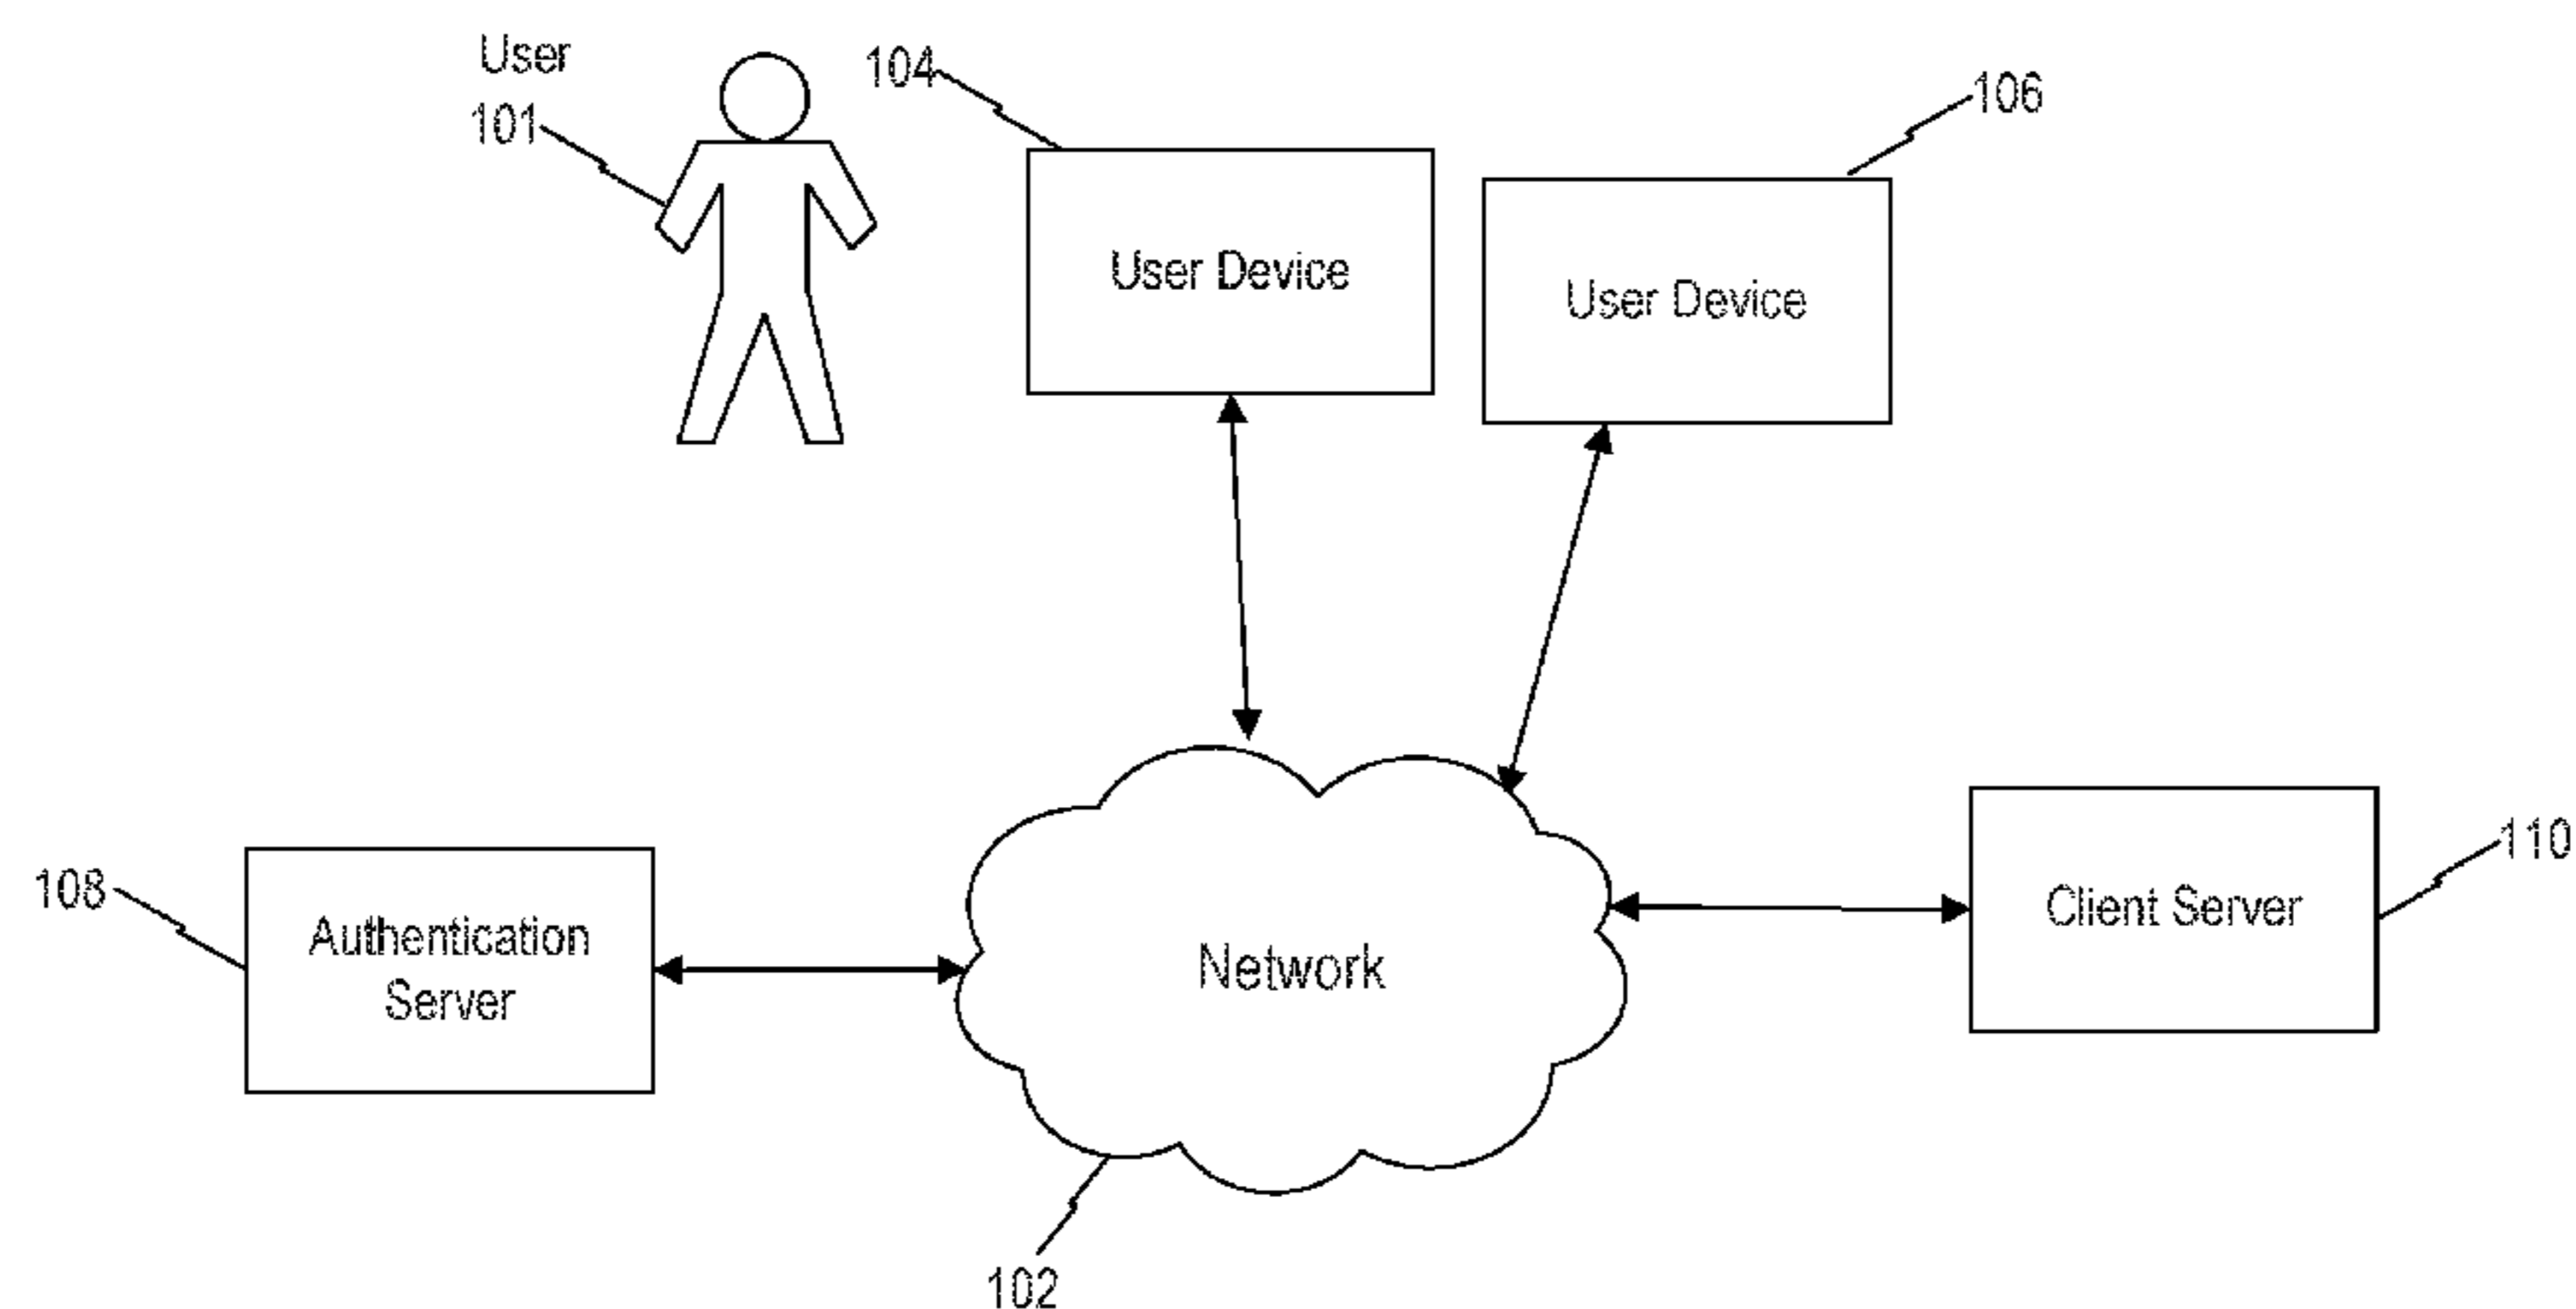 User
101
104
106
User Device
User Device
108
Authentication
Server
Network
Client Server
110
102